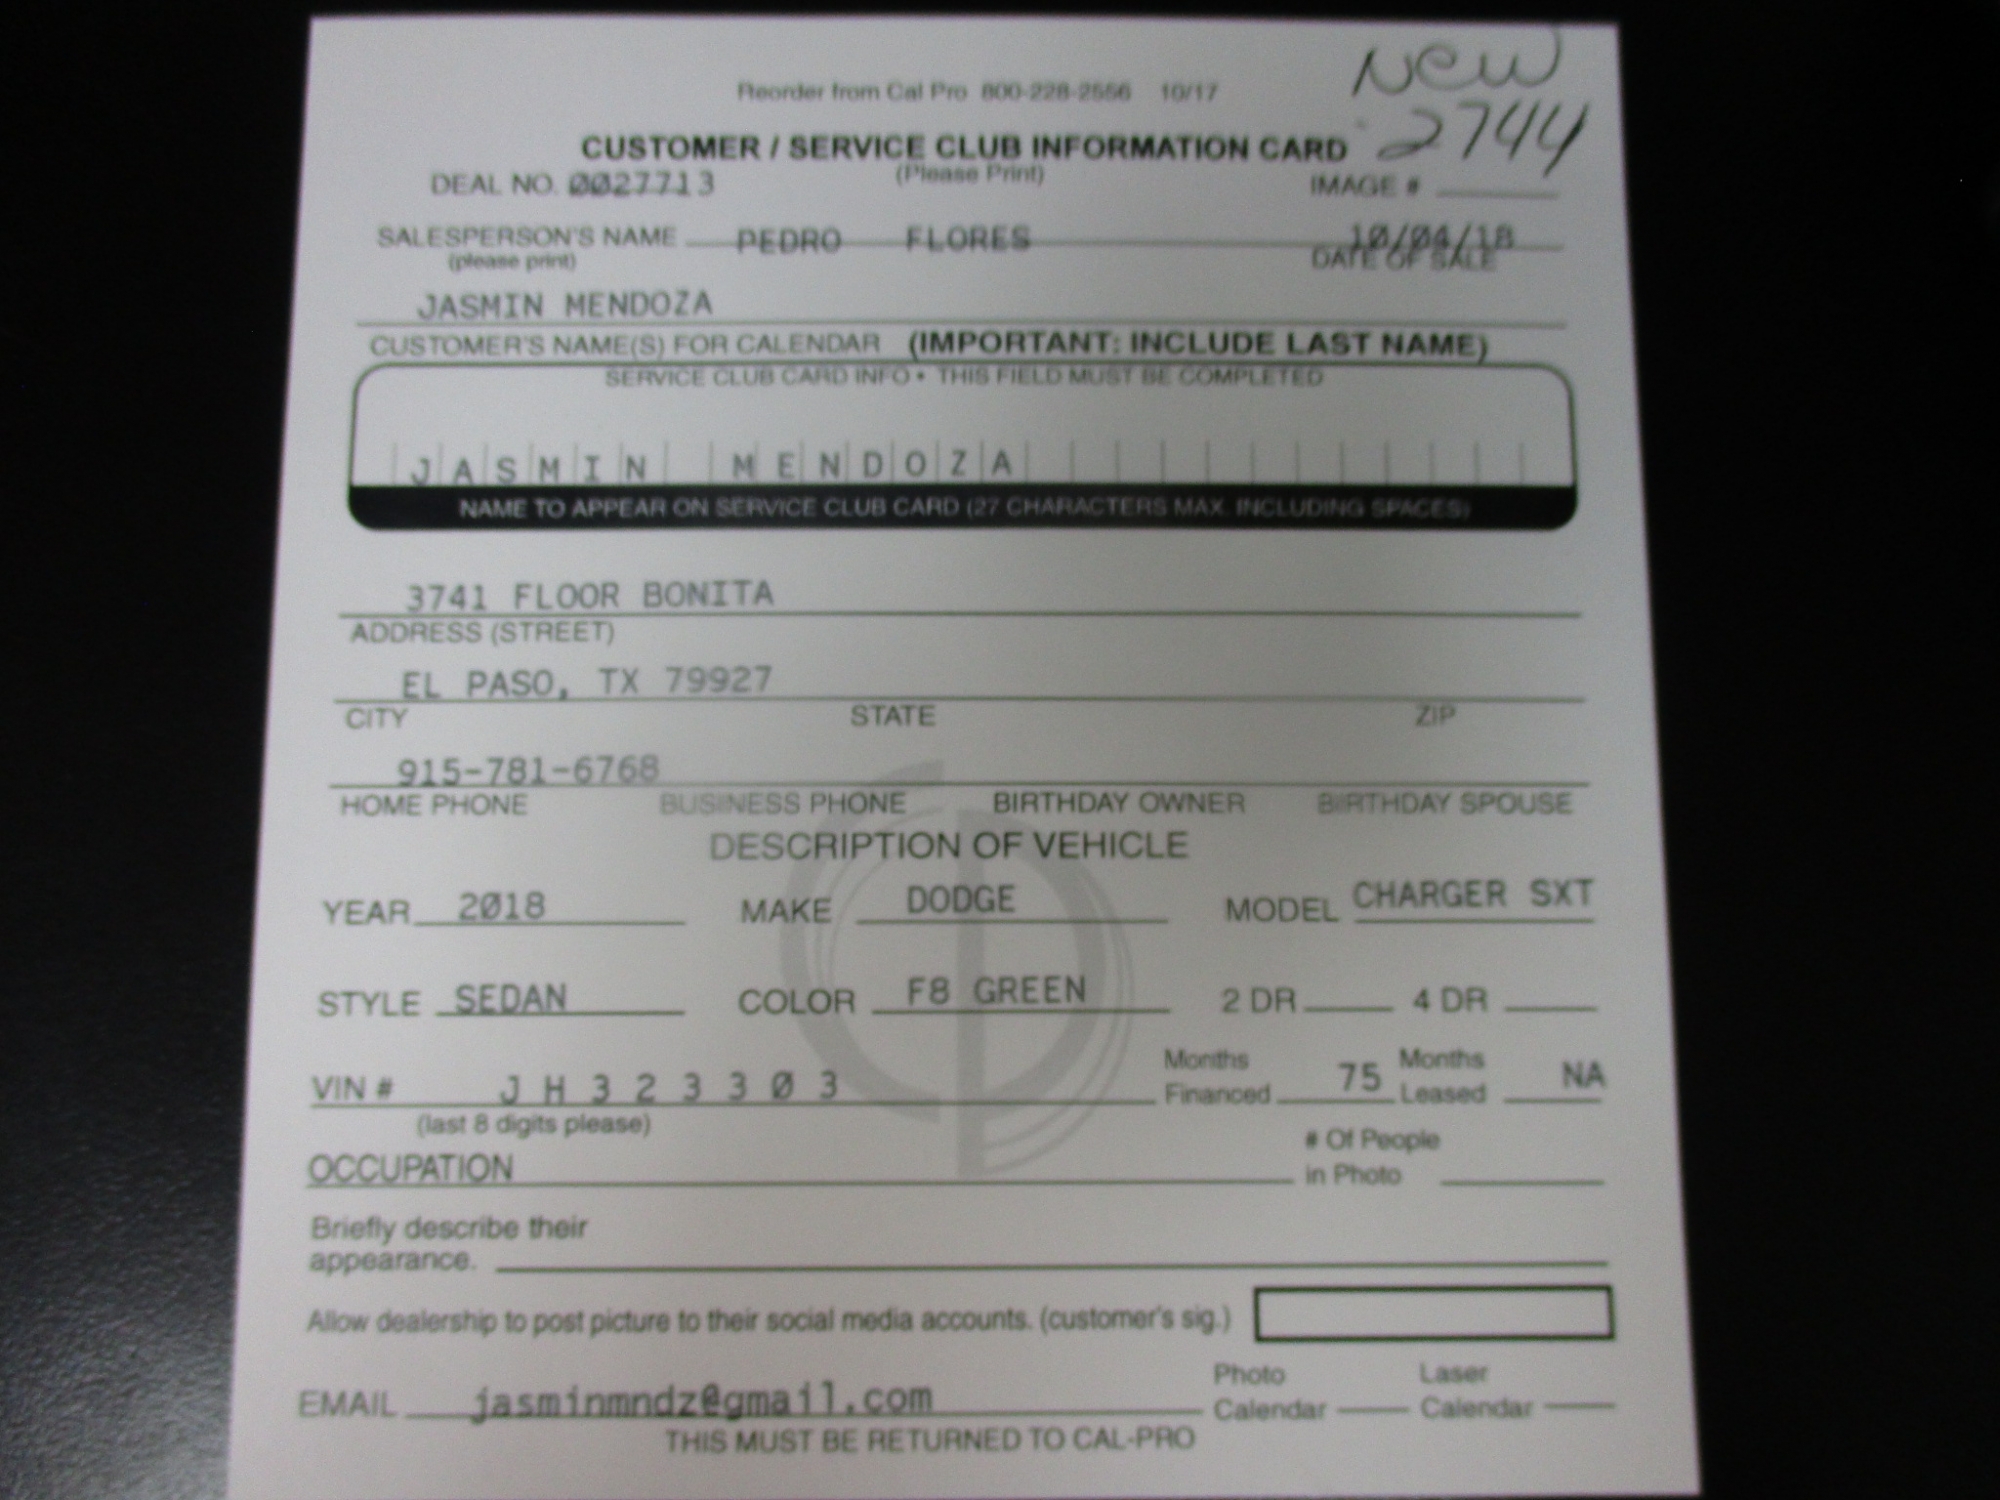 New
Reorder from Cal Pro 800-228-2556 10/17
2744
CUSTOMER / SERVICE CLUB INFORMATION CARD
(Please Print)
DEAL NO. 0027713 IMAGE #
SALESPERSON'S NAME PEDRO FLORES 10/04/18
(please print) DATE OF SALE
JASMIN MENDOZA
CUSTOMER'S NAME(S) FOR CALENDAR (IMPORTANT: INCLUDE LAST NAME)
SERVICE CLUB CARD INFO • THIS FIELD MUST BE COMPLETED
JASMIN MENDOZA
NAME TO APPEAR ON SERVICE CLUB CARD (27 CHARACTERS MAX. INCLUDING SPACES)
3741 FLOOR BONITA
ADDRESS (STREET)
EL PASO, TX 79927
CITY STATE ZIP
915-781-6768
HOME PHONE BUSINESS PHONE BIRTHDAY OWNER BIRTHDAY SPOUSE
DESCRIPTION OF VEHICLE
YEAR 2018 MAKE DODGE MODEL CHARGER SXT
STYLE SEDAN COLOR F8 GREEN 2 DR 4 DR
VIN # JH323303 Months Financed 75 Months Leased NA
(last 8 digits please)
OCCUPATION # Of People in Photo
Briefly describe their
appearance.
Allow dealership to post picture to their social media accounts. (customer's sig.)
EMAIL jasminmndz@gmail.com Photo Calendar Laser Calendar
THIS MUST BE RETURNED TO CAL-PRO